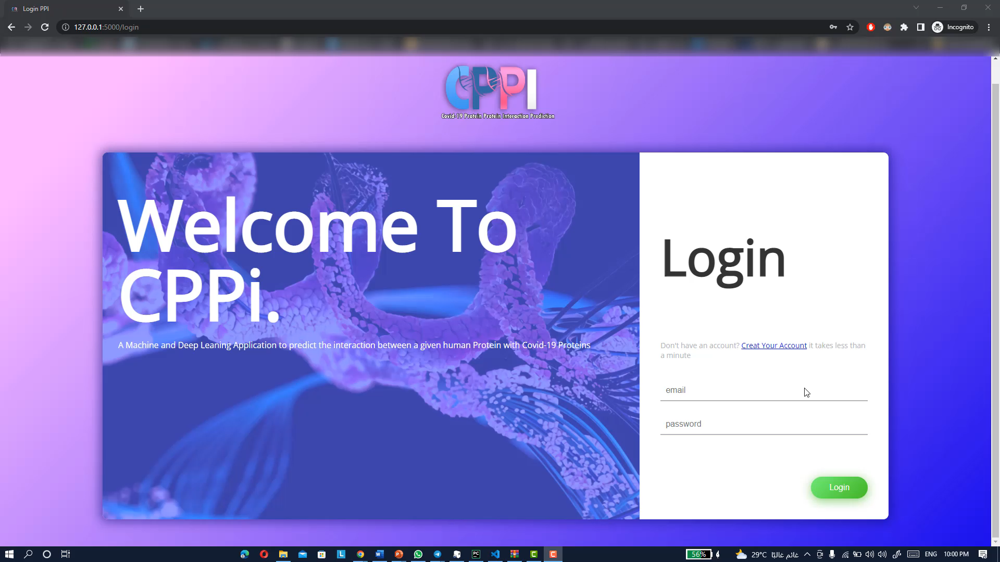 Login PPI
127.0.0.1:5000/login
Incognito
CPPI
Covid-19 Protein Protein Interaction Prediction
Welcome To
CPPi.
A Machine and Deep Leaning Application to predict the interaction between a given human Protein with Covid-19 Proteins
Login
Don't have an account? Creat Your Account it takes less than
a minute
email
password
Login
56%
29°C غائم غالبًا
ENG
10:00 PM